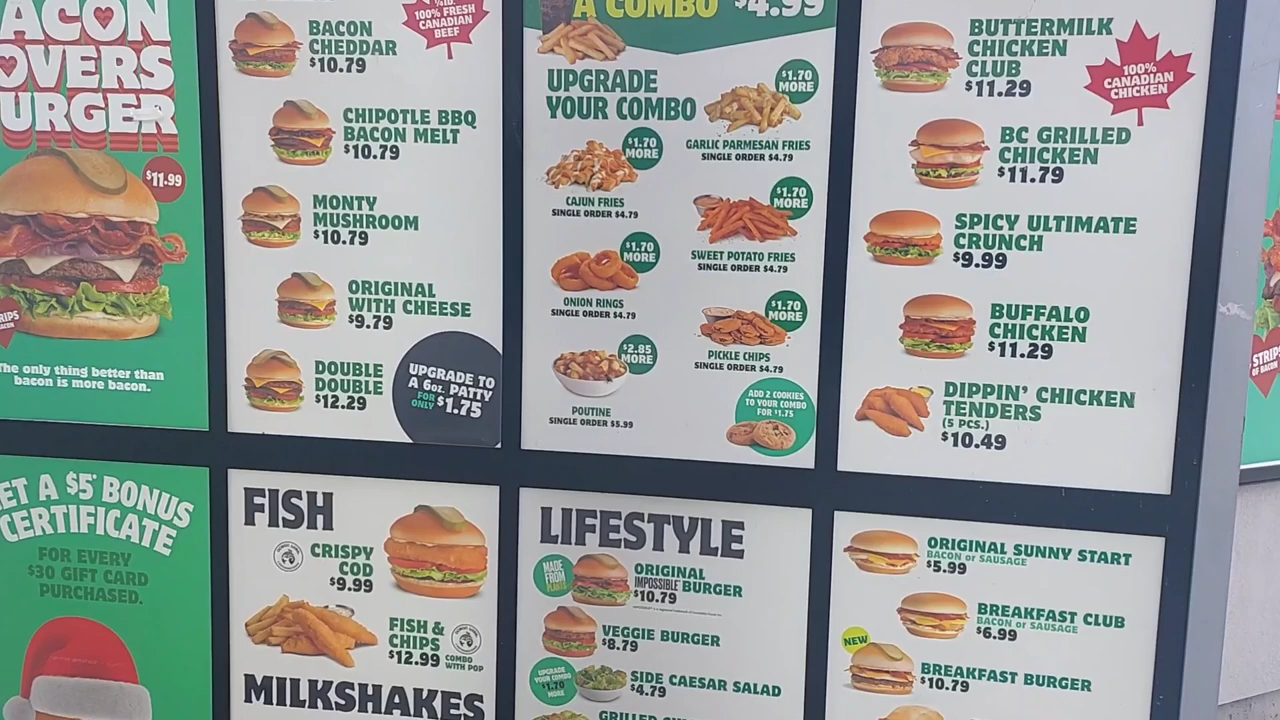 BURGER
$11.99
The only thing better than
bacon is more bacon.
BACON
CHEDDAR
$10.79
100% FRESH
CANADIAN
BEEF
CHIPOTLE BBQ
BACON MELT
$10.79
MONTY
MUSHROOM
$10.79
ORIGINAL
WITH CHEESE
$9.79
DOUBLE
DOUBLE
$12.29
UPGRADE TO
A 6oz. PATTY
FOR
ONLY $1.75
A COMBO $4.99
UPGRADE
YOUR COMBO
$1.70
MORE
GARLIC PARMESAN FRIES
SINGLE ORDER $4.79
$1.70
MORE
CAJUN FRIES
SINGLE ORDER $4.79
$1.70
MORE
SWEET POTATO FRIES
SINGLE ORDER $4.79
$1.70
MORE
ONION RINGS
SINGLE ORDER $4.79
$1.70
MORE
PICKLE CHIPS
SINGLE ORDER $4.79
$2.85
MORE
POUTINE
SINGLE ORDER $5.99
ADD 2 COOKIES
TO YOUR COMBO
FOR $1.75
BUTTERMILK
CHICKEN
CLUB
$11.29
100%
CANADIAN
CHICKEN
BC GRILLED
CHICKEN
$11.79
SPICY ULTIMATE
CRUNCH
$9.99
BUFFALO
CHICKEN
$11.29
DIPPIN' CHICKEN
TENDERS
(5 PCS.)
$10.49
STRIPS
OF BACON
A $5* BONUS
CERTIFICATE
FOR EVERY
$30 GIFT CARD
PURCHASED.
FISH
CRISPY
COD
$9.99
FISH &
CHIPS
$12.99
COMBO
WITH POP
MILKSHAKES
LIFESTYLE
MADE
FROM
PLANTS
ORIGINAL
IMPOSSIBLE BURGER
$10.79
VEGGIE BURGER
$8.79
UPGRADE
YOUR COMBO
$1.70
MORE
SIDE CAESAR SALAD
$4.79
ORIGINAL SUNNY START
BACON or SAUSAGE
$5.99
BREAKFAST CLUB
BACON or SAUSAGE
$6.99
NEW
BREAKFAST BURGER
$10.79